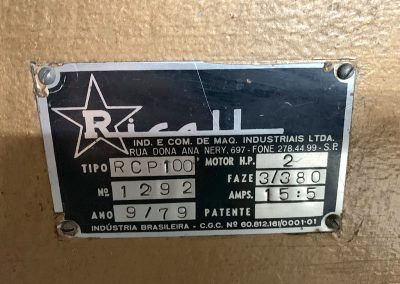 Ricall
IND. E COM. DE MAQ. INDUSTRIAIS LTDA.
RUA DONA ANA NERY, 697 - FONE 278.44.99 - S.P.
TIPO RCP100 MOTOR H.P. 2
Nº 1292 FAZE 3/380
ANO 9/79 AMPS. 15:5
PATENTE
INDÚSTRIA BRASILEIRA - C.G.C. Nº 60.812.161/0001-01